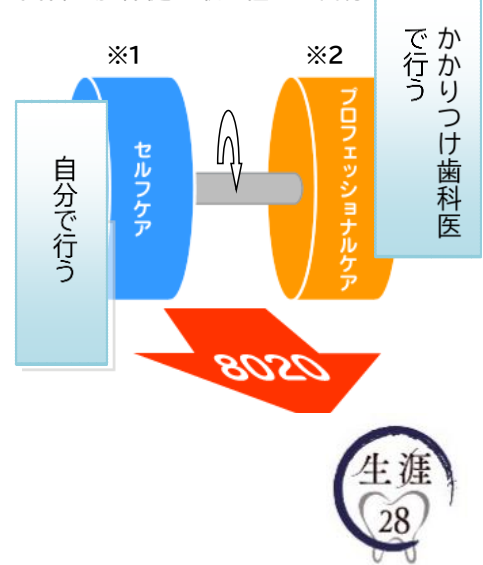 ※1
※2
かかりつけ歯科医
で行う
プロフェッショナルケア
セルフケア
自分で行う
8020
生涯
28